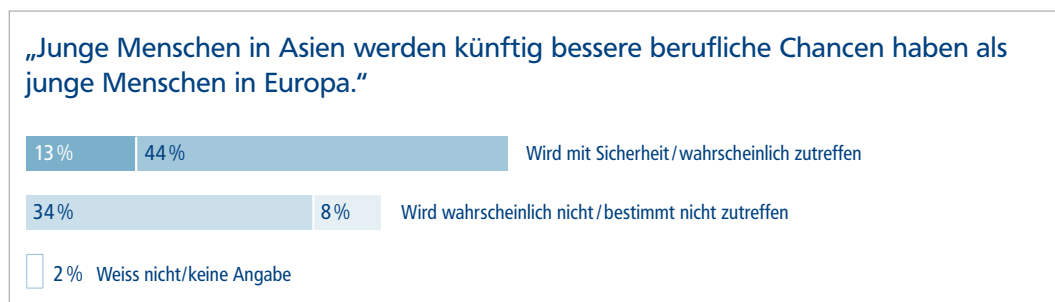 „Junge Menschen in Asien werden künftig bessere berufliche Chancen haben als
junge Menschen in Europa.“
13 % 44 % Wird mit Sicherheit / wahrscheinlich zutreffen
34 % 8 % Wird wahrscheinlich nicht / bestimmt nicht zutreffen
2 % Weiss nicht/keine Angabe